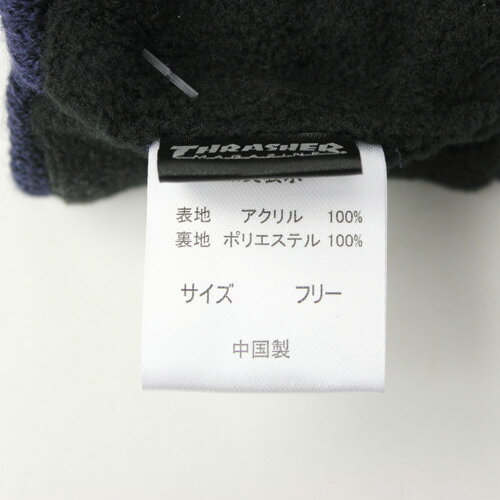 THRASHER
MAGAZINE
表地 アクリル 100%
裏地 ポリエステル 100%
サイズ フリー
中国製